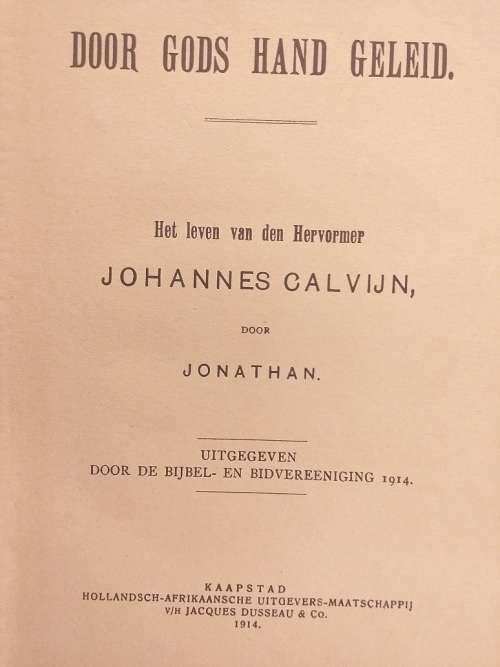 DOOR GODS HAND GELEID.
Het leven van den Hervormer
JOHANNES CALVIJN,
DOOR
JONATHAN.
UITGEGEVEN
DOOR DE BIJBEL- EN BIDVEREENIGING 1914.
KAAPSTAD
HOLLANDSCH-AFRIKAANSCHE UITGEVERS-MAATSCHAPPIJ
V/H JACQUES DUSSEAU & Co.
1914.